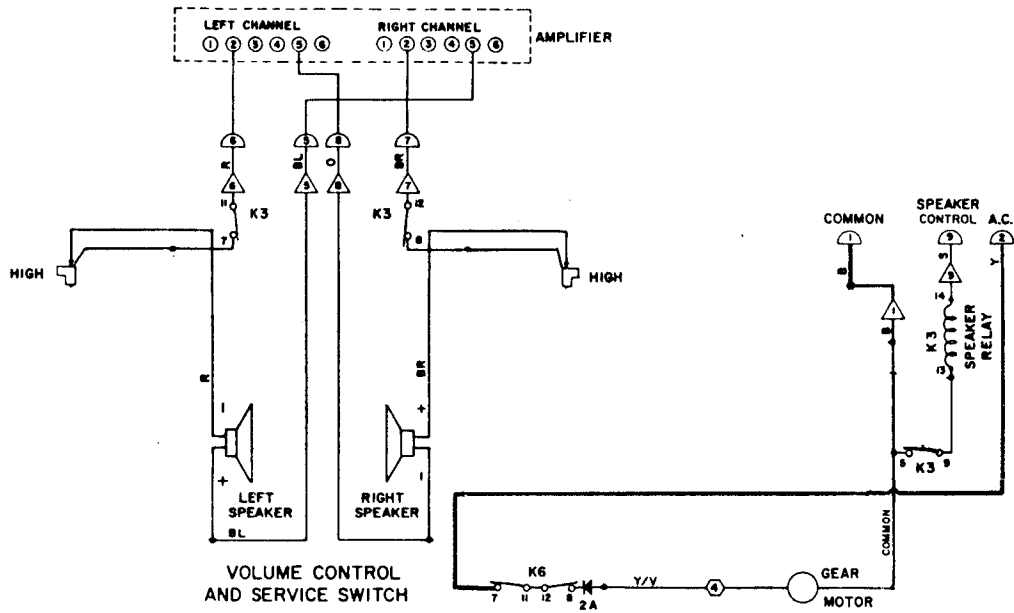 LEFT CHANNEL
1 2 3 4 5 6
RIGHT CHANNEL
1 2 3 4 5 6
AMPLIFIER
6
5
8
7
R
BL
O
BR
6
5
8
7
11
K3
7
K3
12
8
HIGH
HIGH
R
BR
-
+
LEFT
SPEAKER
+
-
RIGHT
SPEAKER
BL
VOLUME CONTROL
AND SERVICE SWITCH
COMMON
1
SPEAKER
CONTROL
9
A.C.
2
B
S
Y
1
9
B
14
K3
13
SPEAKER
RELAY
K3
9
COMMON
K6
7
11
12
8
2A
Y/V
4
GEAR
MOTOR